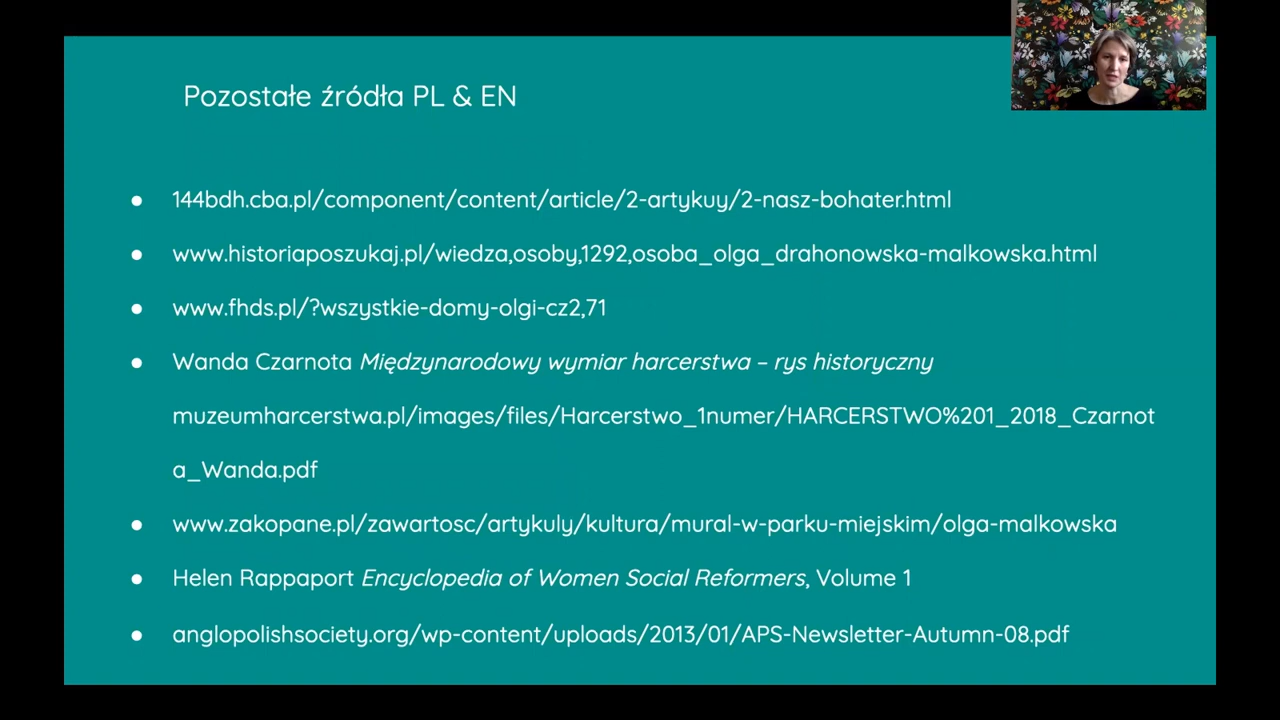 Pozostałe źródła PL & EN
● 144bdh.cba.pl/component/content/article/2-artykuy/2-nasz-bohater.html
● www.historiaposzukaj.pl/wiedza,osoby,1292,osoba_olga_drahonowska-malkowska.html
● www.fhds.pl/?wszystkie-domy-olgi-cz2,71
● Wanda Czarnota Międzynarodowy wymiar harcerstwa – rys historyczny
muzeumharcerstwa.pl/images/files/Harcerstwo_1numer/HARCERSTWO%201_2018_Czarnot
a_Wanda.pdf
● www.zakopane.pl/zawartosc/artykuly/kultura/mural-w-parku-miejskim/olga-malkowska
● Helen Rappaport Encyclopedia of Women Social Reformers, Volume 1
● anglopolishsociety.org/wp-content/uploads/2013/01/APS-Newsletter-Autumn-08.pdf